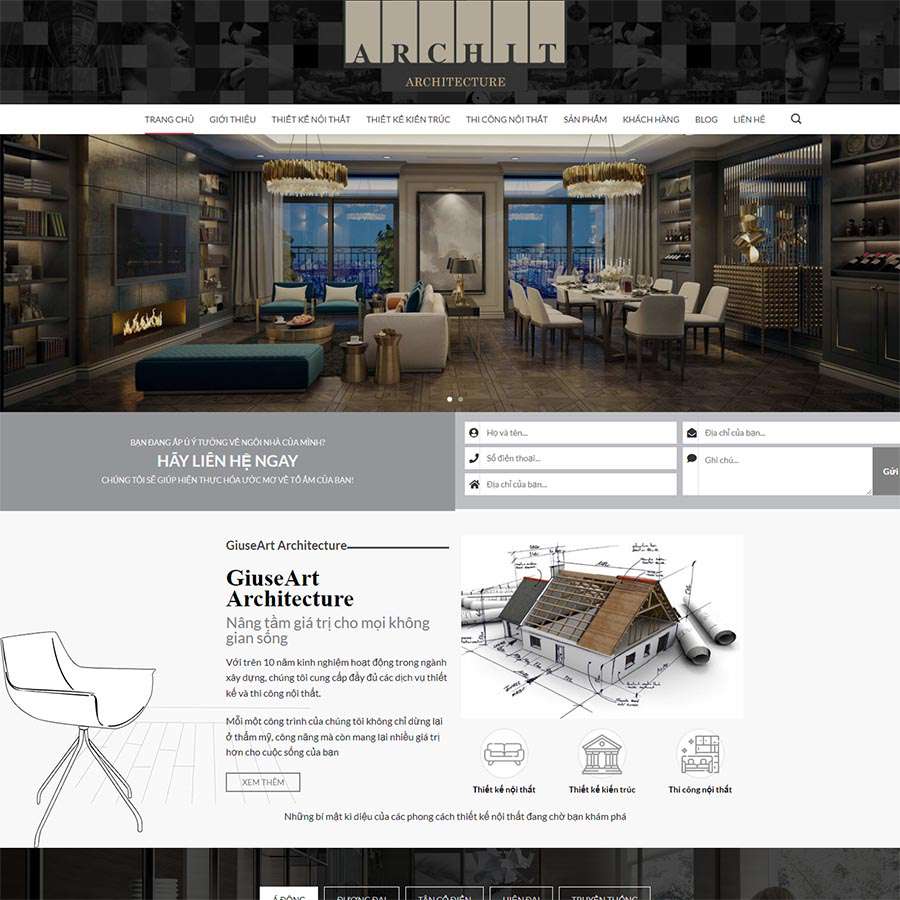 ARCHIT
ARCHITECTURE
TRANG CHỦ GIỚI THIỆU THIẾT KẾ NỘI THẤT THIẾT KẾ KIẾN TRÚC THI CÔNG NỘI THẤT SẢN PHẨM KHÁCH HÀNG BLOG LIÊN HỆ
BẠN ĐANG ẤP Ủ Ý TƯỞNG VỀ NGÔI NHÀ CỦA MÌNH?
HÃY LIÊN HỆ NGAY
CHÚNG TÔI SẼ GIÚP HIỆN THỰC HÓA ƯỚC MƠ VỀ TỔ ẤM CỦA BẠN!
Họ và tên...
Địa chỉ của bạn...
Số điện thoại...
Ghi chú...
Địa chỉ của bạn...
Gửi
GiuseArt Architecture
GiuseArt
Architecture
Nâng tầm giá trị cho mọi không
gian sống
Với trên 10 năm kinh nghiệm hoạt động trong ngành
xây dựng, chúng tôi cung cấp đầy đủ các dịch vụ thiết
kế và thi công nội thất.
Mỗi một công trình của chúng tôi không chỉ dừng lại
ở thẩm mỹ, công năng mà còn mang lại nhiều giá trị
hơn cho cuộc sống của bạn
XEM THÊM
Thiết kế nội thất
Thiết kế kiến trúc
Thi công nội thất
Những bí mật kì diệu của các phong cách thiết kế nội thất đang chờ bạn khám phá
Á ĐÔNG ĐƯƠNG ĐẠI TÂN CỔ ĐIỂN HIỆN ĐẠI TRUYỀN THỐNG